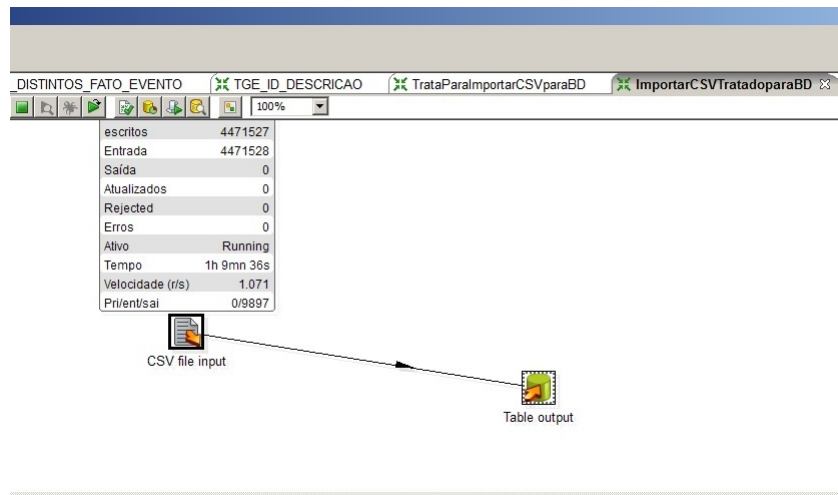 _DISTINTOS_FATO_EVENTO TGE_ID_DESCRICAO TrataParaImportarCSVparaBD ImportarCSVTratadoparaBD
100%
escritos 4471527
Entrada 4471528
Saída 0
Atualizados 0
Rejected 0
Erros 0
Ativo Running
Tempo 1h 9mn 36s
Velocidade (r/s) 1.071
Pri/ent/sai 0/9897
CSV file input
Table output